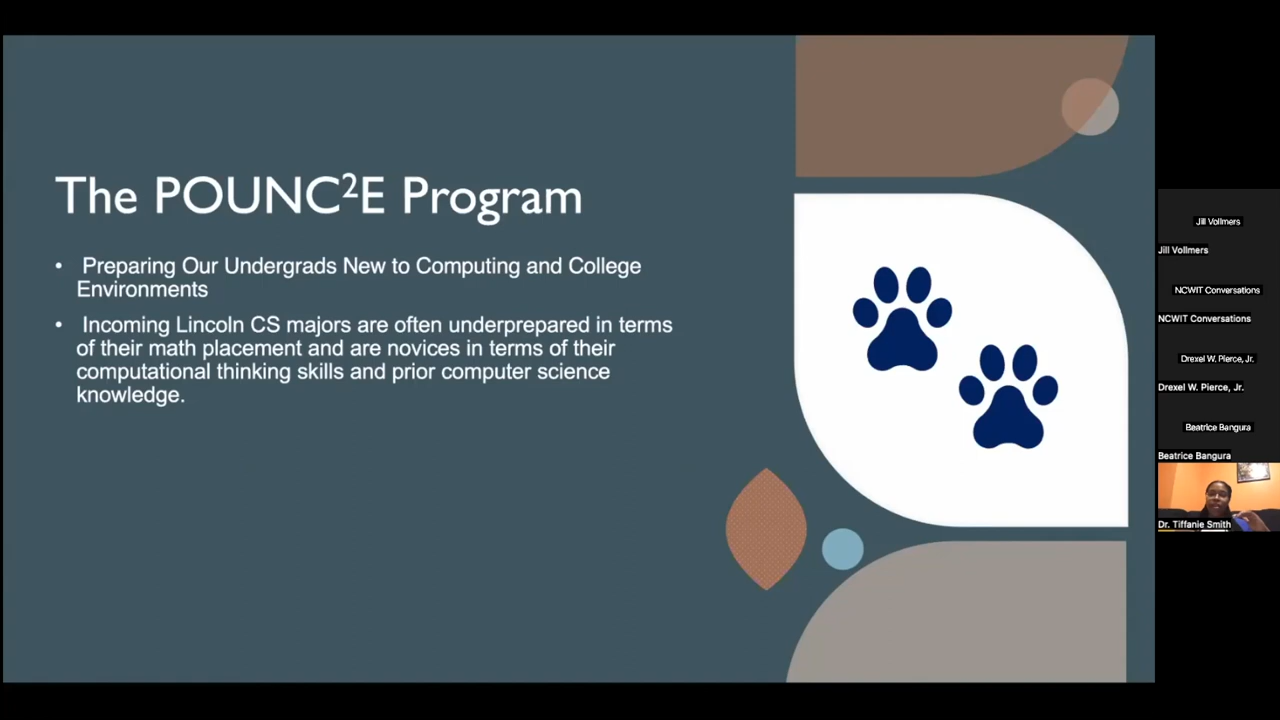 The POUNC²E Program
• Preparing Our Undergrads New to Computing and College
Environments
• Incoming Lincoln CS majors are often underprepared in terms
of their math placement and are novices in terms of their
computational thinking skills and prior computer science
knowledge.
Jill Vollmers
Jill Vollmers
NCWIT Conversations
NCWIT Conversations
Drexel W. Pierce, Jr.
Drexel W. Pierce, Jr.
Beatrice Bangura
Beatrice Bangura
Dr. Tiffanie Smith